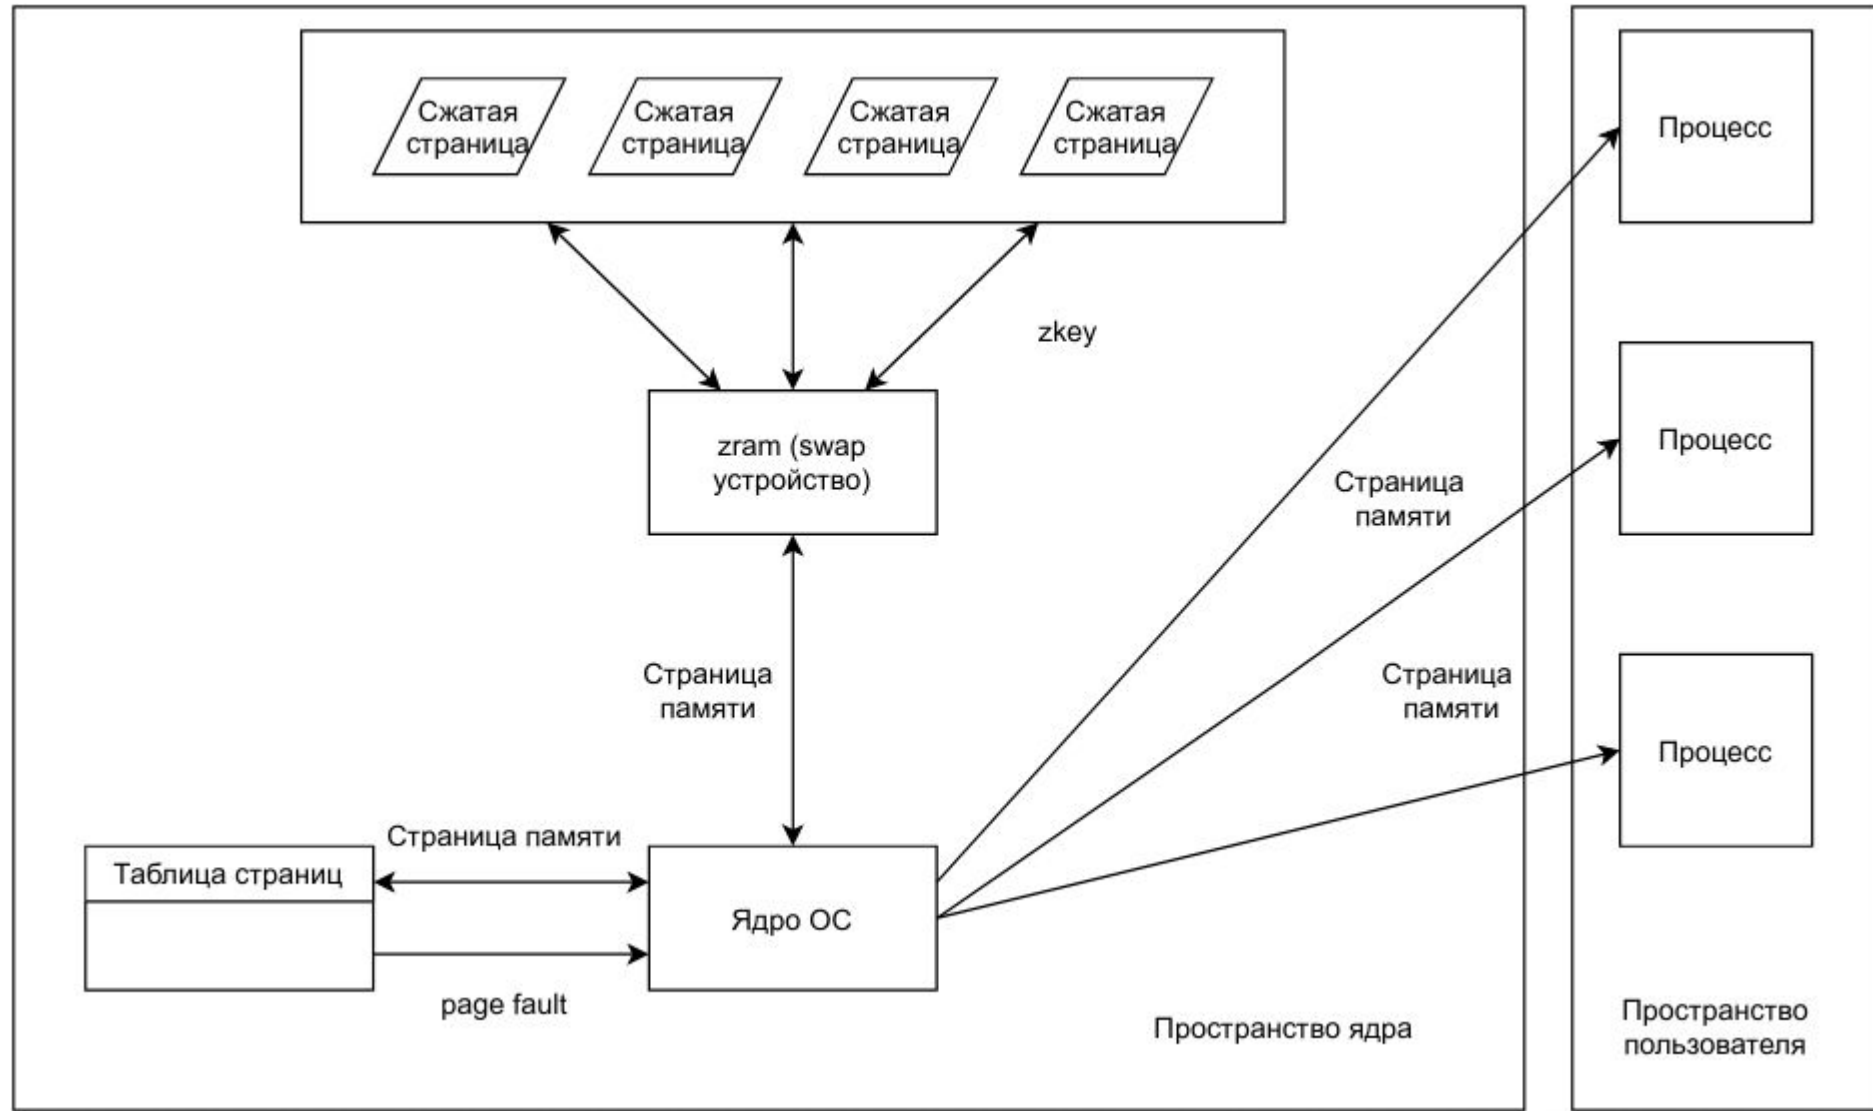 Сжатая
страница
Сжатая
страница
Сжатая
страница
Сжатая
страница
Процесс
zkey
zram (swap
устройство)
Процесс
Страница
памяти
Страница
памяти
Страница
памяти
Процесс
Страница памяти
Таблица страниц
Ядро ОС
page fault
Пространство ядра
Пространство
пользователя